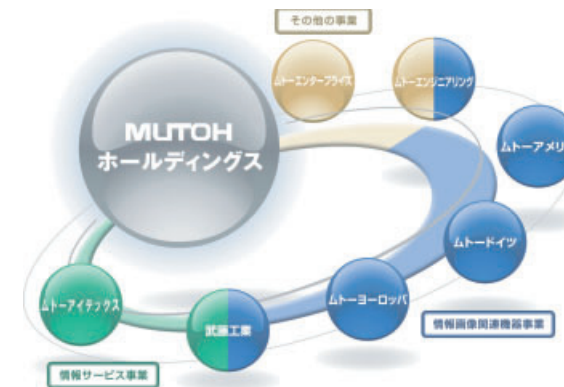 その他の事業
ムトーエンタープライズ
ムトーエンジニアリング
MUTOH
ホールディングス
ムトーアメリ
ムトードイツ
ムトーヨーロッパ
ムトーアイテックス
武藤工業
情報画像関連機器事業
情報サービス事業